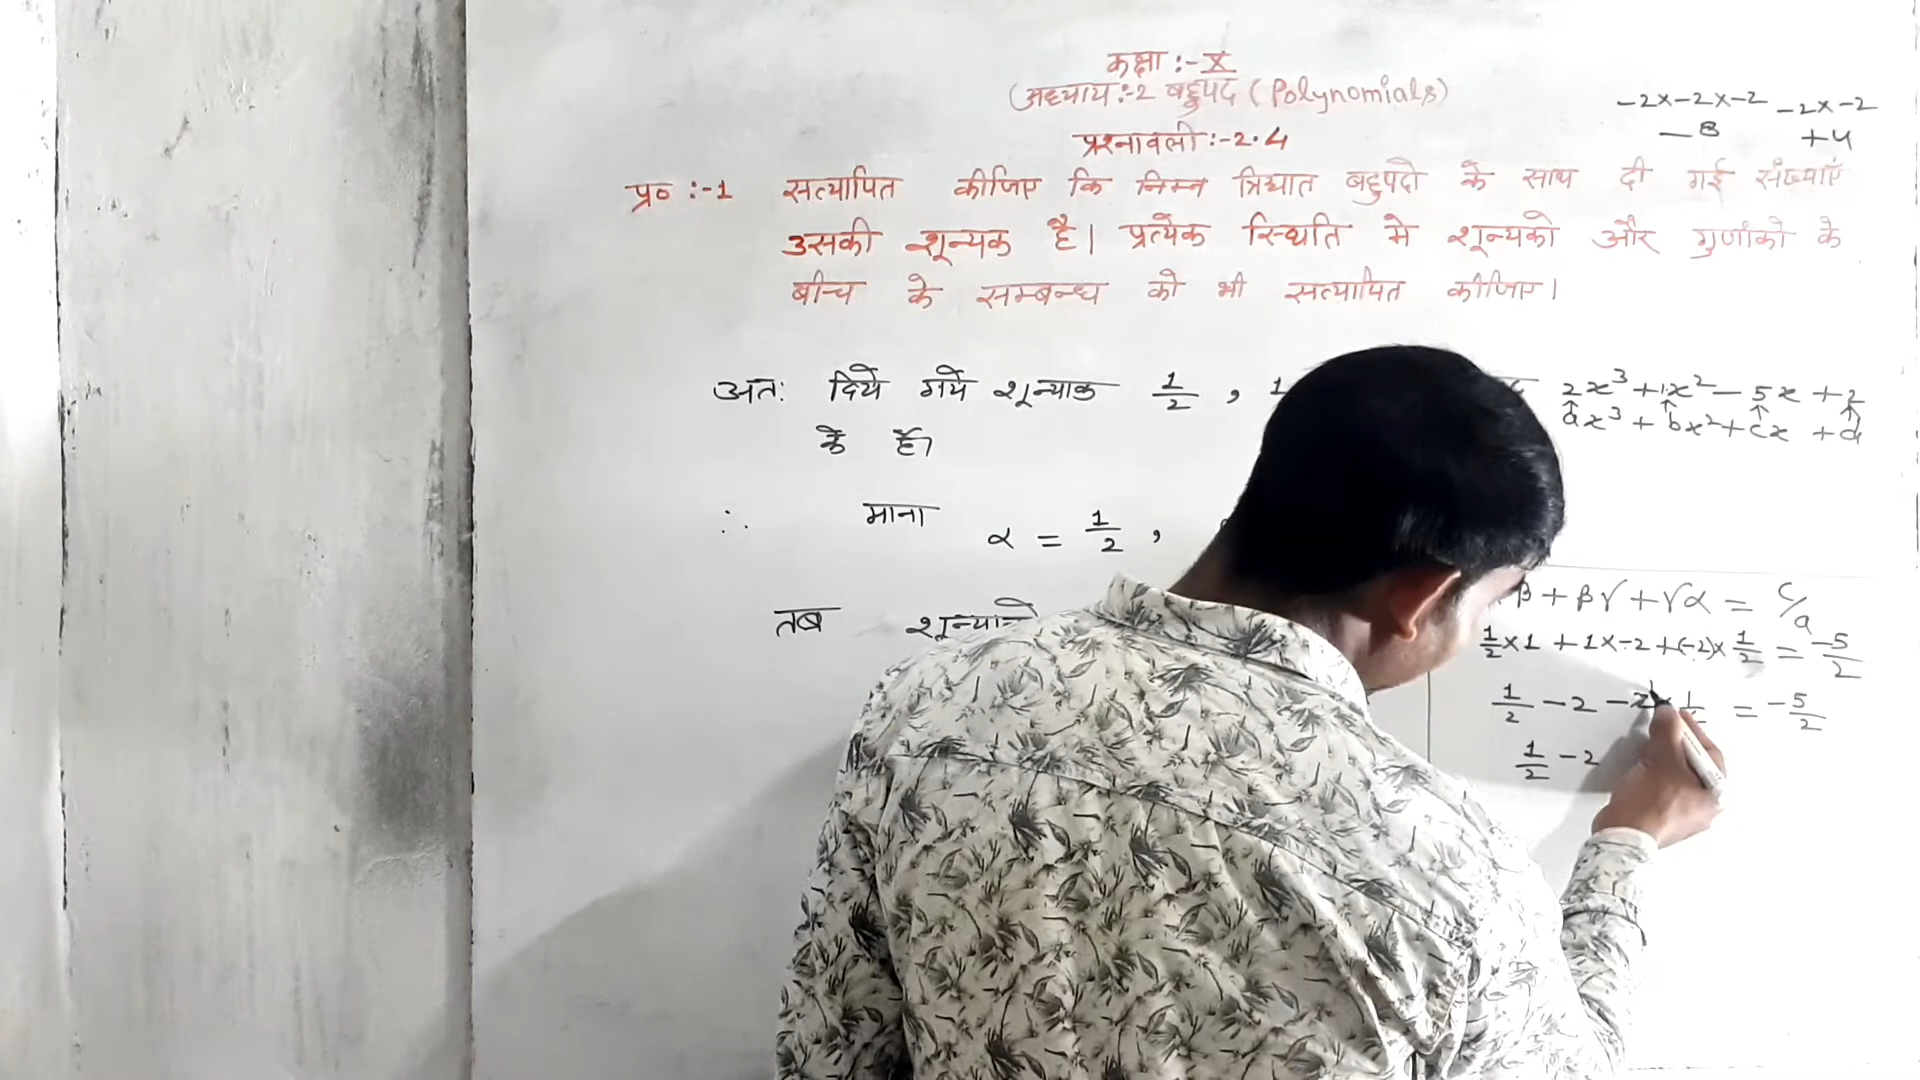 कक्षा :- X
अध्याय :- 2 बहुपद (Polynomials)
प्रश्नावली :- 2.4
-2x-2x-2 -2x-2
-8 +4
प्र० :- 1 सत्यापित कीजिए कि निम्न त्रिघात बहुपदो के साथ दी गई संख्याएँ
उसकी शून्यक है। प्रत्येक स्थिति मे शून्यको और गुणांको के
बीच के सम्बन्ध को भी सत्यापित कीजिए।
अतः दिये गये शून्याक 1/2 , 1 2x³ + 1x² - 5x + 2
ax³ + bx² + cx + d
के हैं।
∴ माना α = 1/2 ,
तब
β + βγ + γα = c/a
1/2 × 1 + 1 × -2 + (-2) × 1/2 = -5/2
1/2 - 2 - 2 × 1/2 = -5/2
1/2 - 2